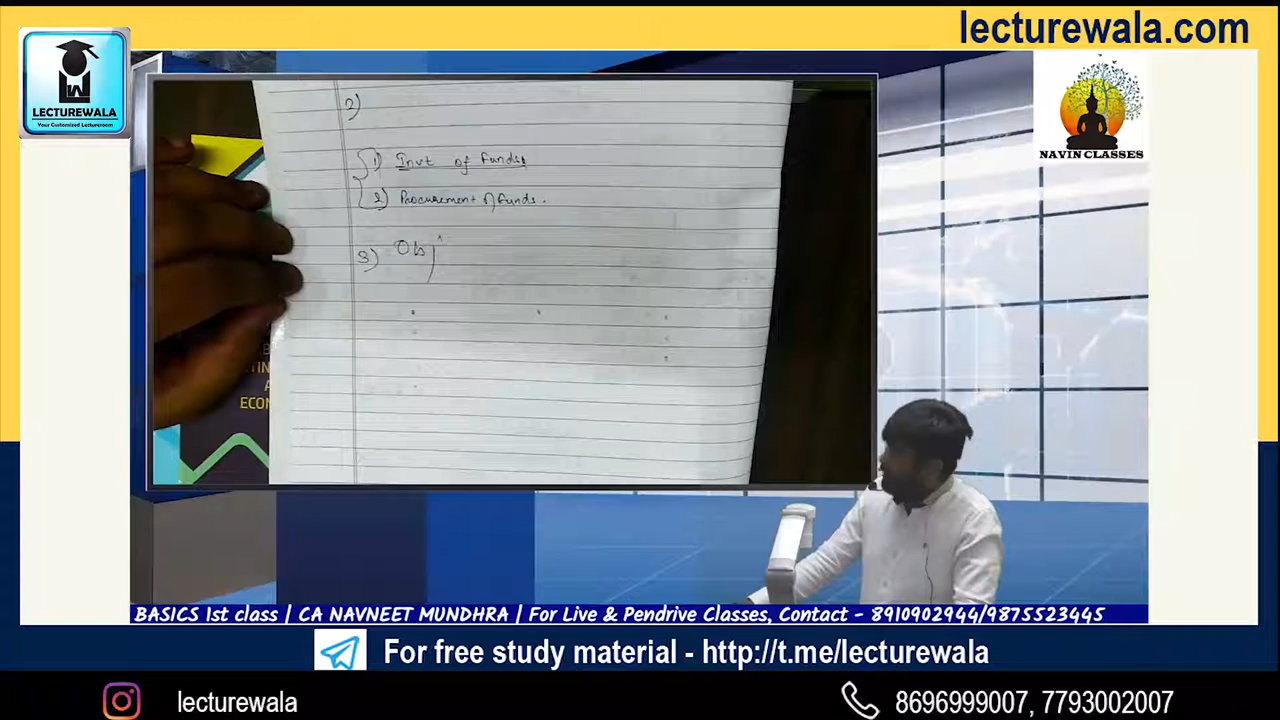 lecturewala.com
LECTUREWALA
Your Customized Lectureroom
NAVIN CLASSES
2)
1) Invt of funds
2) Procurement of funds.
3) Obj
ECON
BASICS 1st class | CA NAVNEET MUNDHRA | For Live & Pendrive Classes, Contact - 8910902944/9875523445
For free study material - http://t.me/lecturewala
lecturewala
8696999007, 7793002007